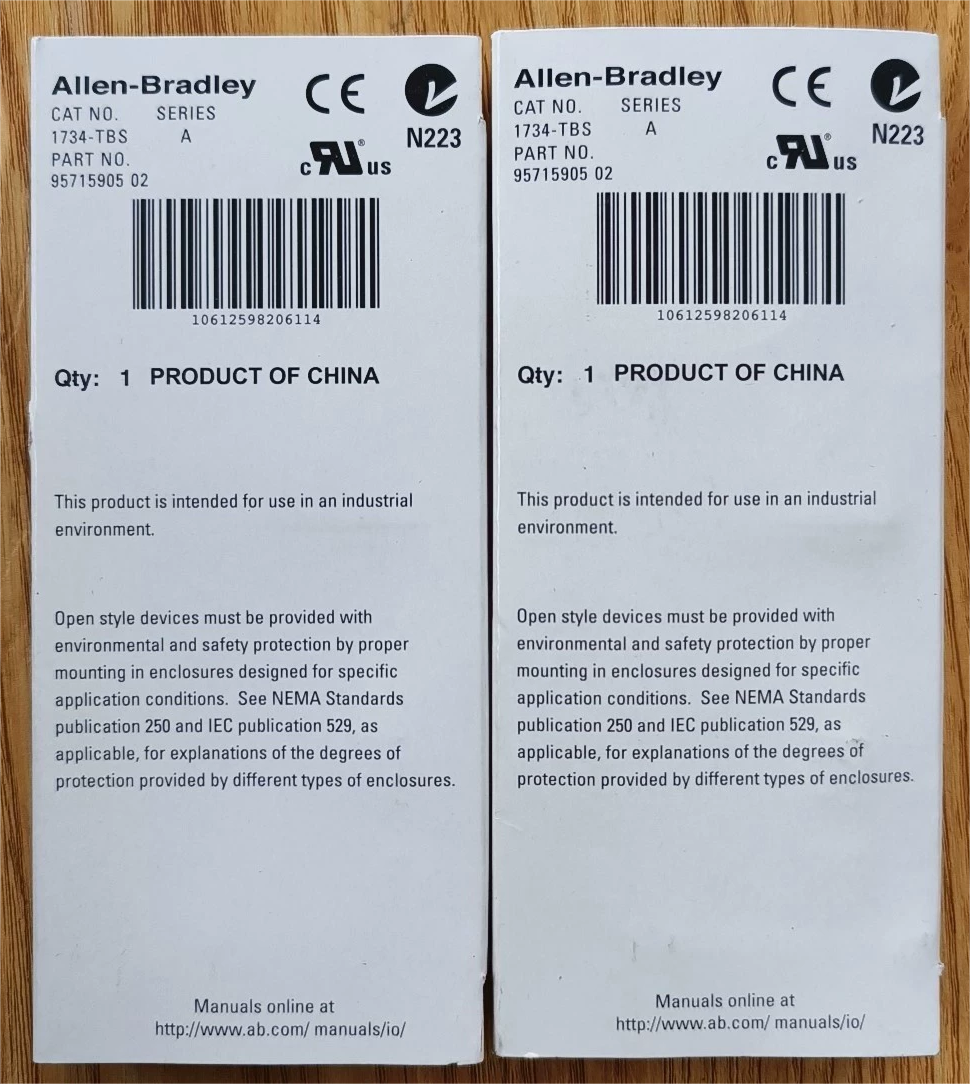 Allen-Bradley
CAT NO. SERIES
1734-TBS A
PART NO.
95715905 02
CE
N223
c RU ® US
10612598206114
Qty: 1 PRODUCT OF CHINA
This product is intended for use in an industrial
environment.
Open style devices must be provided with
environmental and safety protection by proper
mounting in enclosures designed for specific
application conditions. See NEMA Standards
publication 250 and IEC publication 529, as
applicable, for explanations of the degrees of
protection provided by different types of enclosures.
Manuals online at
http://www.ab.com/ manuals/io/
Allen-Bradley
CAT NO. SERIES
1734-TBS A
PART NO.
95715905 02
CE
N223
c RU ® US
10612598206114
Qty: 1 PRODUCT OF CHINA
This product is intended for use in an industrial
environment.
Open style devices must be provided with
environmental and safety protection by proper
mounting in enclosures designed for specific
application conditions. See NEMA Standards
publication 250 and IEC publication 529, as
applicable, for explanations of the degrees of
protection provided by different types of enclosures.
Manuals online at
http://www.ab.com/ manuals/io/